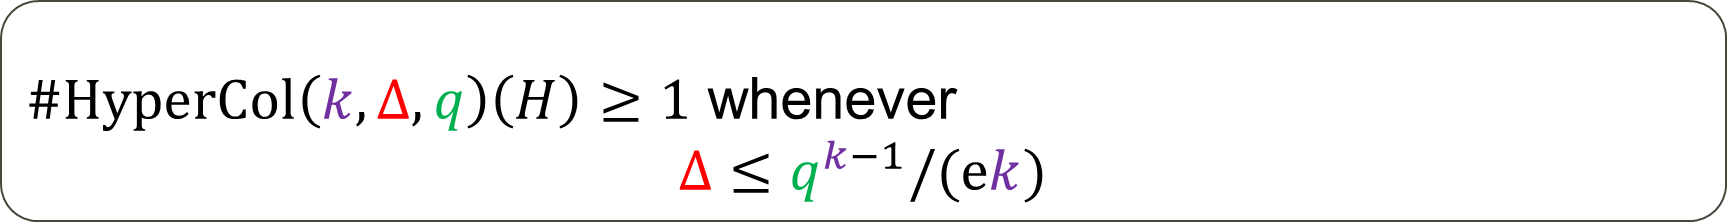 #HyperCol(k, Δ, q)(H) ≥ 1 whenever
Δ ≤ q^{k−1}/(ek)